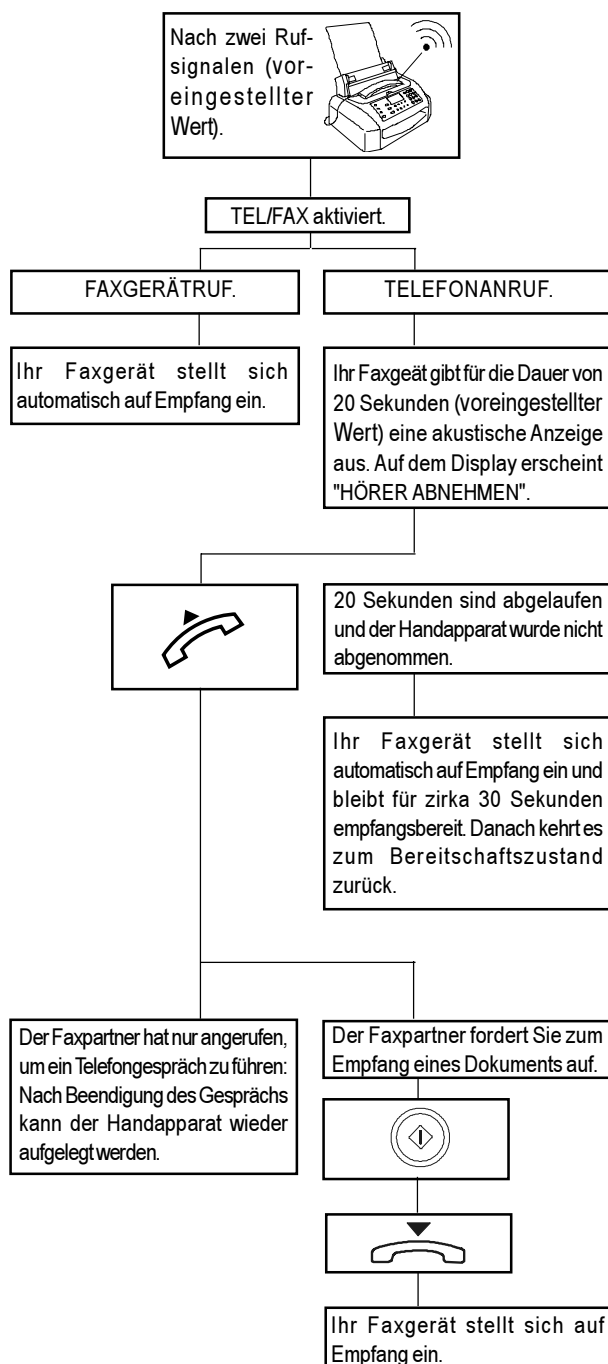 Nach zwei Ruf-
signalen (vor-
eingestellter
Wert).
TEL/FAX aktiviert.
FAXGERÄTRUF.
TELEFONANRUF.
Ihr Faxgerät stellt sich
automatisch auf Empfang ein.
Ihr Faxgeät gibt für die Dauer von
20 Sekunden (voreingestellter
Wert) eine akustische Anzeige
aus. Auf dem Display erscheint
"HÖRER ABNEHMEN".
20 Sekunden sind abgelaufen
und der Handapparat wurde nicht
abgenommen.
Ihr Faxgerät stellt sich
automatisch auf Empfang ein und
bleibt für zirka 30 Sekunden
empfangsbereit. Danach kehrt es
zum Bereitschaftszustand
zurück.
Der Faxpartner hat nur angerufen,
um ein Telefongespräch zu führen:
Nach Beendigung des Gesprächs
kann der Handapparat wieder
aufgelegt werden.
Der Faxpartner fordert Sie zum
Empfang eines Dokuments auf.
Ihr Faxgerät stellt sich auf
Empfang ein.